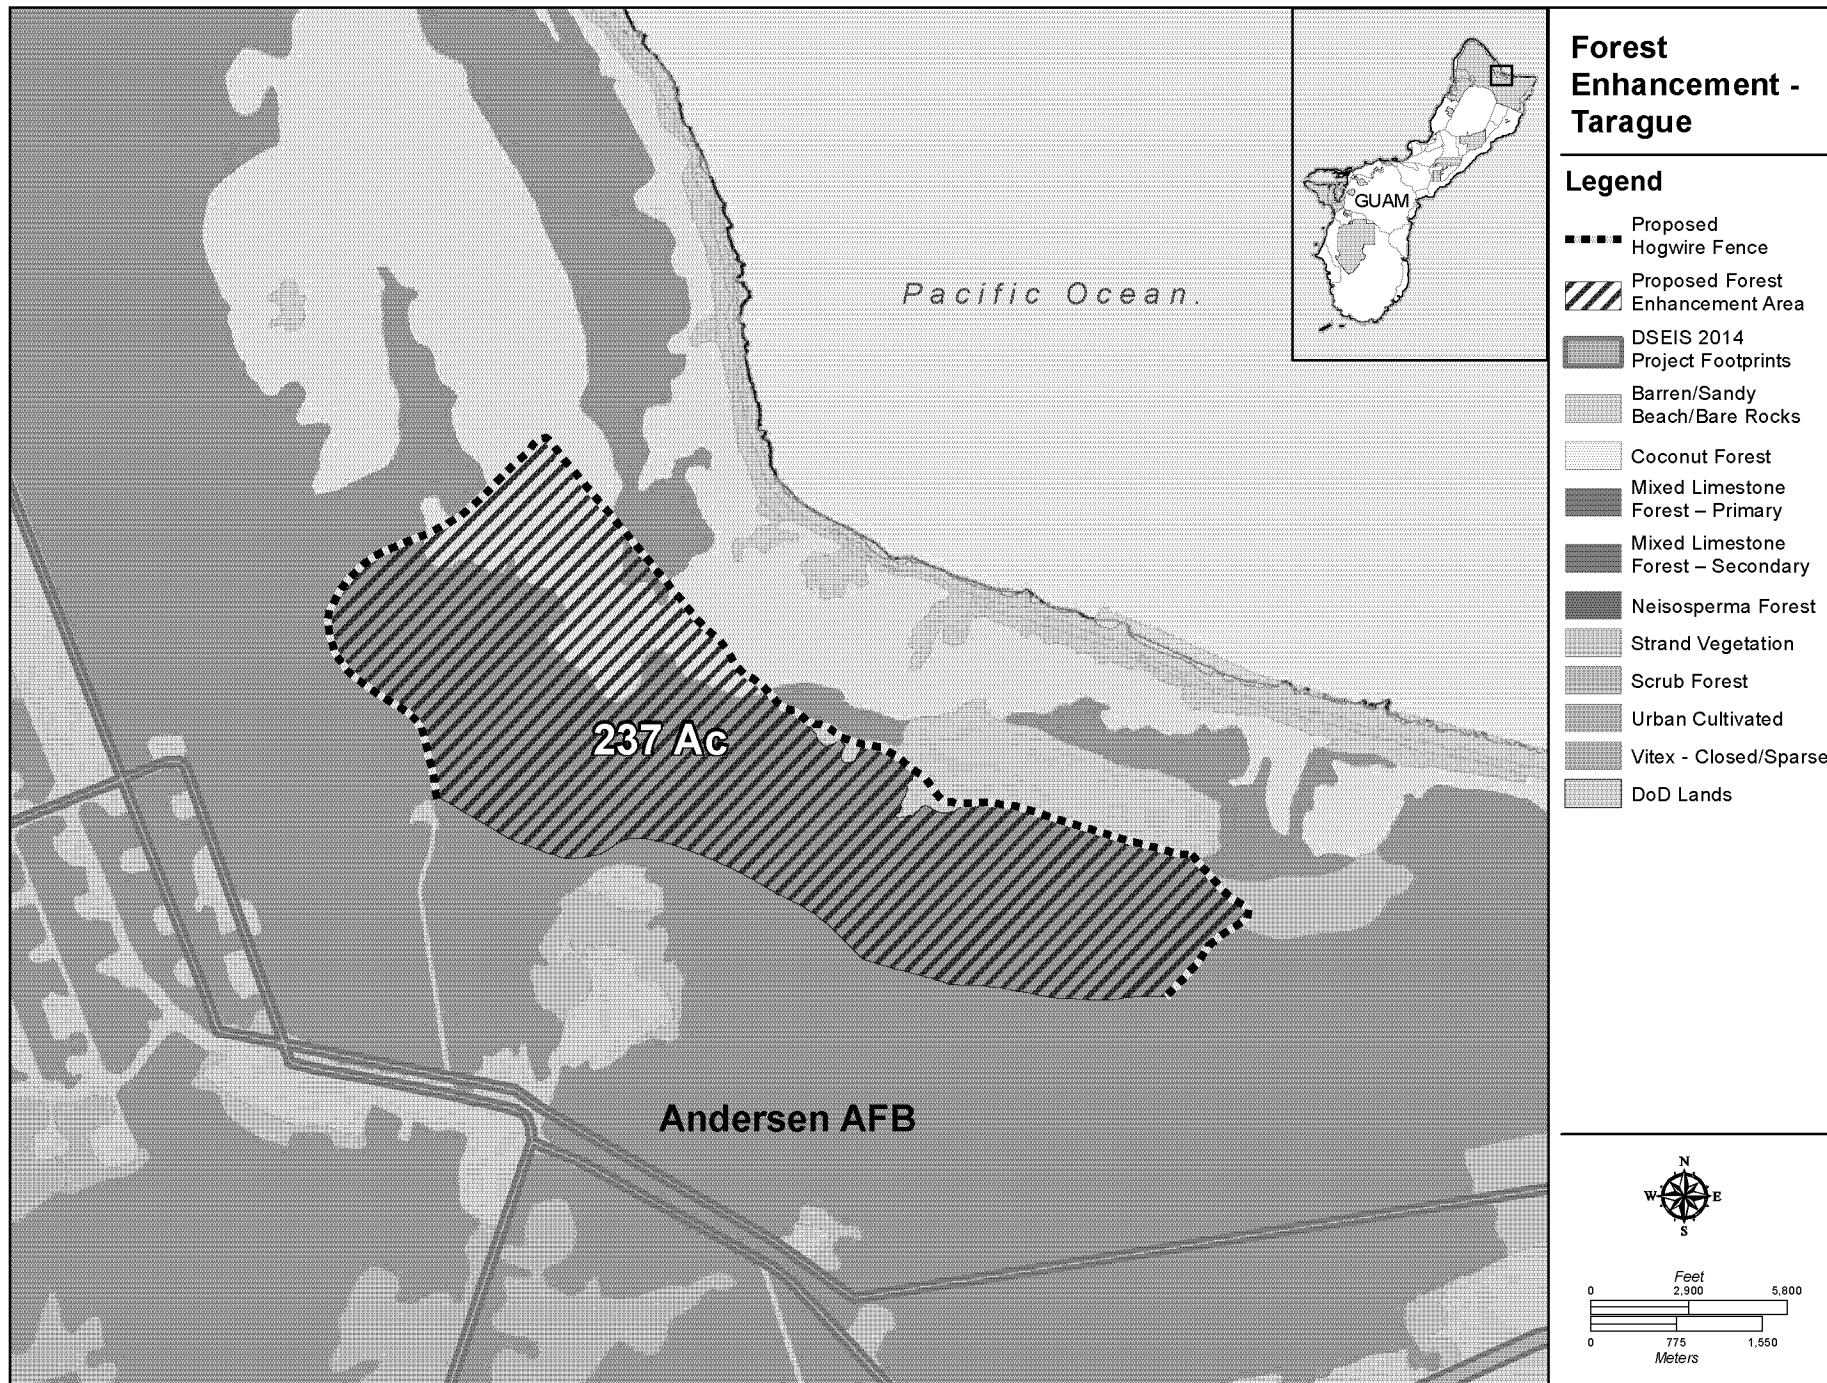 Forest
Enhancement -
Tarague
Legend
Proposed
Hogwire Fence
Proposed Forest
Enhancement Area
DSEIS 2014
Project Footprints
Barren/Sandy
Beach/Bare Rocks
Coconut Forest
Mixed Limestone
Forest – Primary
Mixed Limestone
Forest – Secondary
Neisosperma Forest
Strand Vegetation
Scrub Forest
Urban Cultivated
Vitex - Closed/Sparse
DoD Lands
GUAM
Pacific Ocean.
237 Ac
Andersen AFB
N
W E
S
Feet
0 2,900 5,800
0 775 1,550
Meters